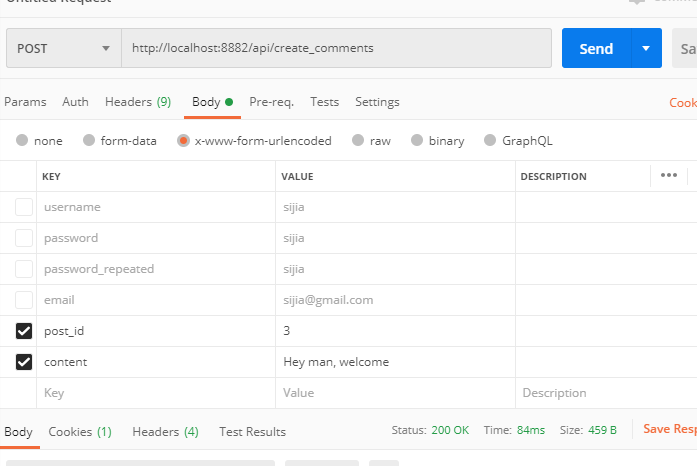 Untitled Request
POST http://localhost:8882/api/create_comments Send Sa
Params Auth Headers (9) Body Pre-req. Tests Settings Cook
none form-data x-www-form-urlencoded raw binary GraphQL
KEY VALUE DESCRIPTION •••
username sijia
password sijia
password_repeated sijia
email sijia@gmail.com
post_id 3
content Hey man, welcome
Key Value Description
Body Cookies (1) Headers (4) Test Results Status: 200 OK Time: 84ms Size: 459 B Save Resp